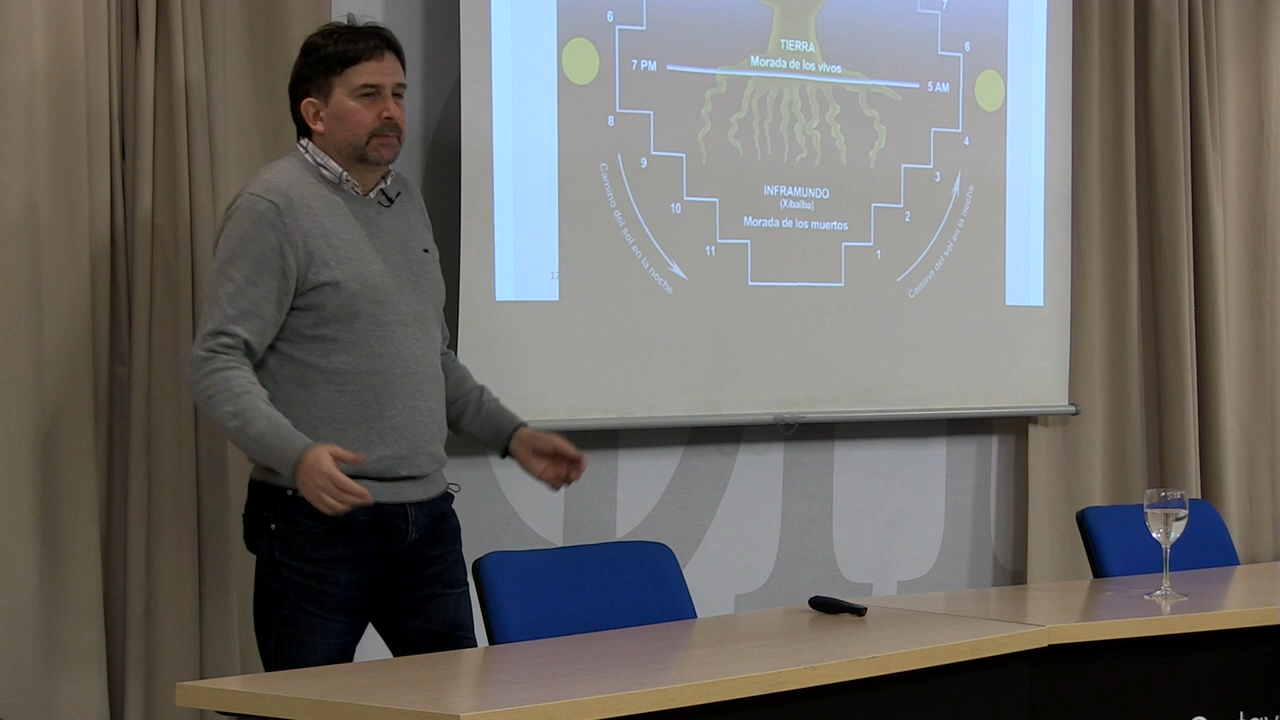 7
6
6
TIERRA
Morada de los vivos
7 PM
5 AM
8
4
9
3
10
2
11
1
INFRAMUNDO
(Xibalba)
Morada de los muertos
Camino del sol en la noche
Camino del sol en la noche
12